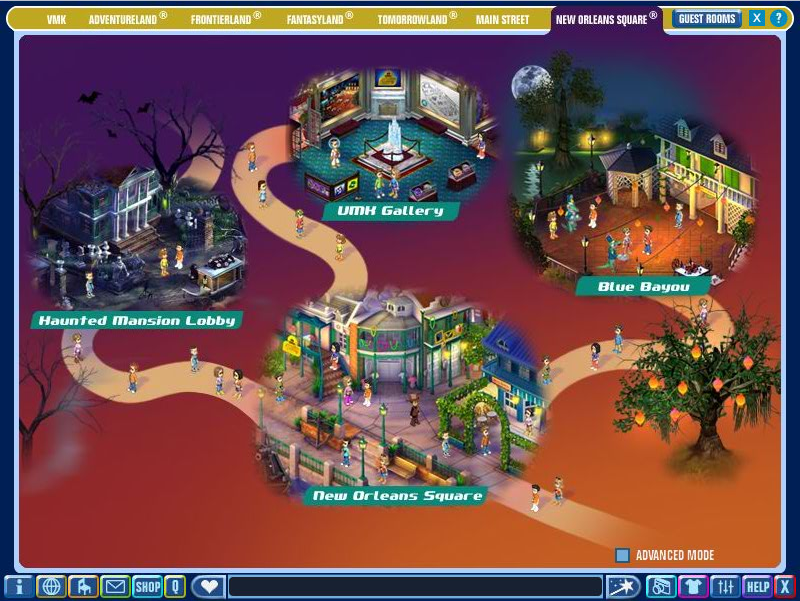 VMK ADVENTURELAND® FRONTIERLAND® FANTASYLAND® TOMORROWLAND® MAIN STREET NEW ORLEANS SQUARE® GUEST ROOMS X ?
VMK Gallery
Blue Bayou
Haunted Mansion Lobby
New Orleans Square
ADVANCED MODE
i SHOP Q HELP X